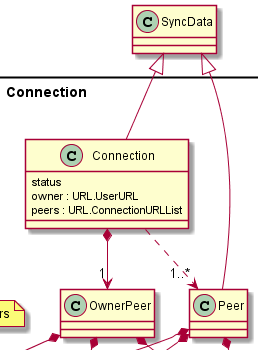 C SyncData
Connection
C Connection
status
owner : URL.UserURL
peers : URL.ConnectionURLList
1
1..*
rs
C OwnerPeer
C Peer